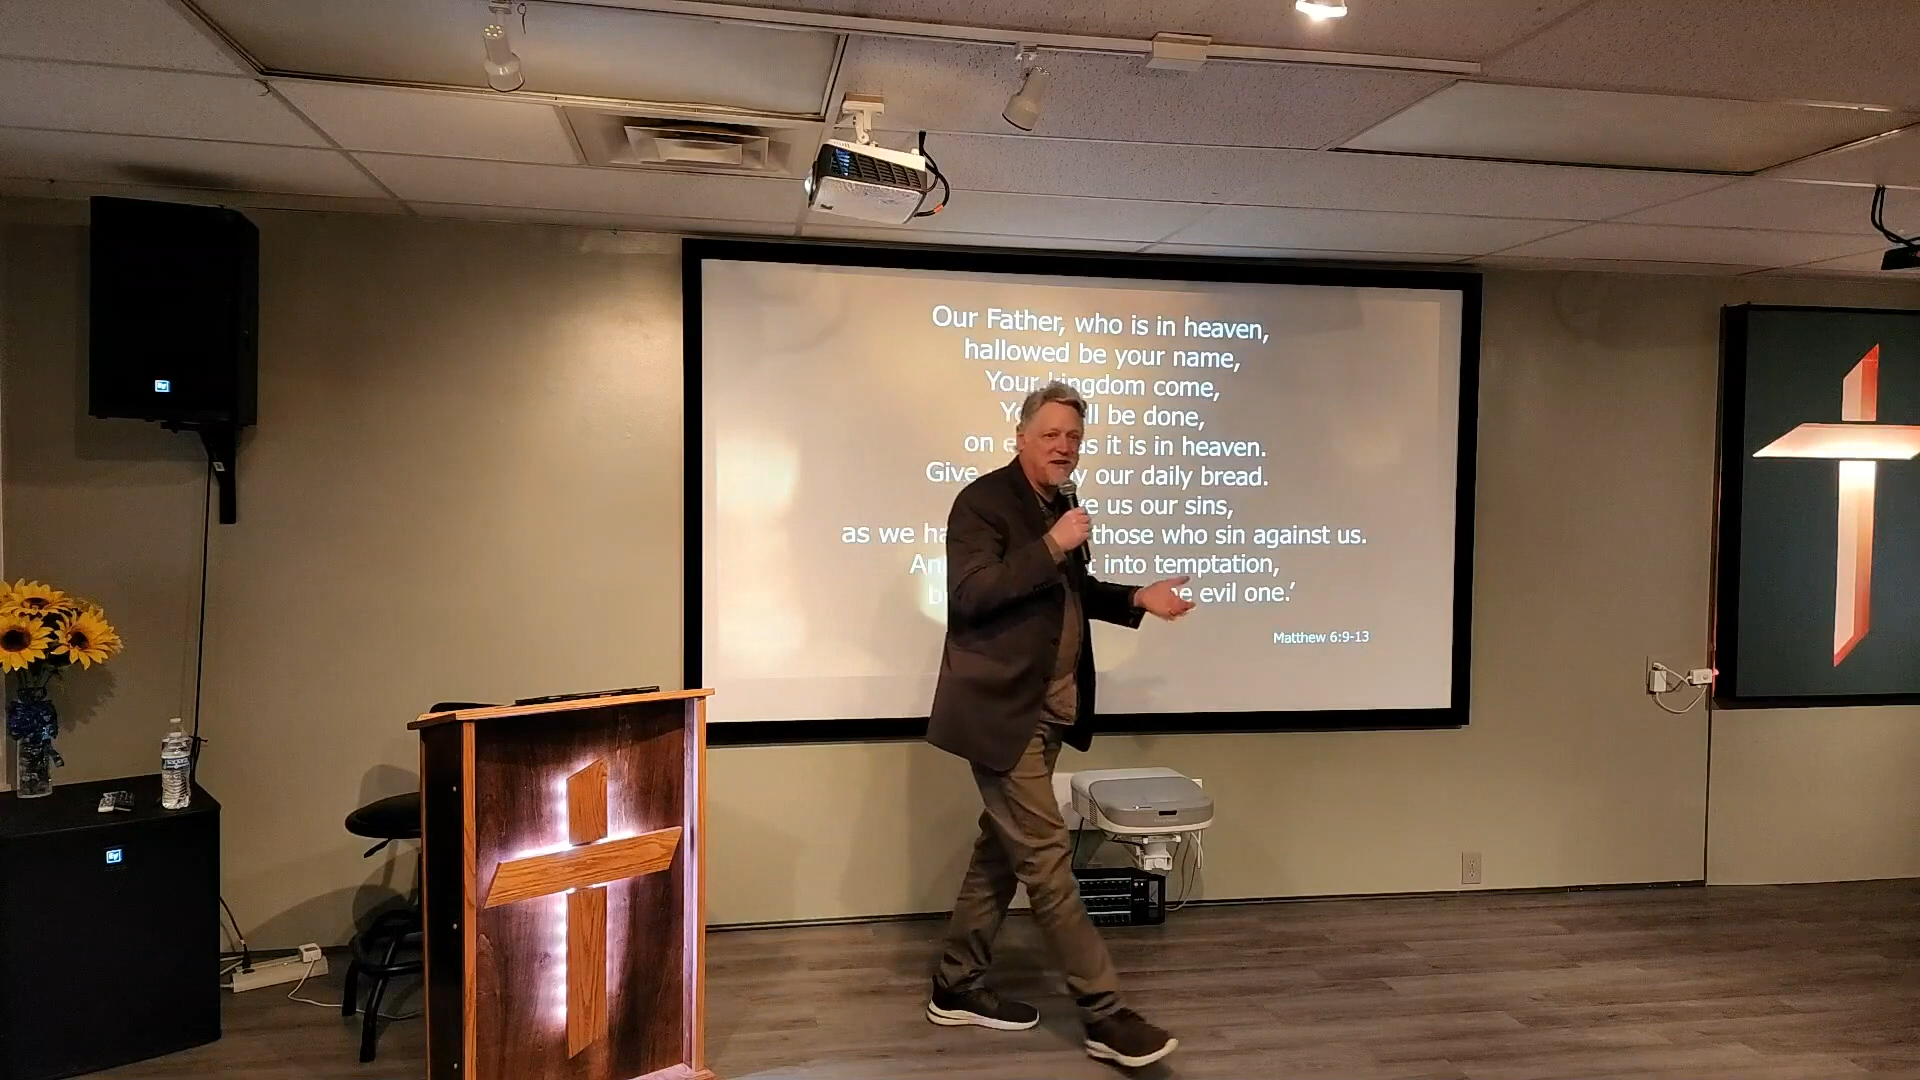 Our Father, who is in heaven,
hallowed be your name,
Your kingdom come,
be done,
on as it is in heaven.
Give our daily bread.
us our sins,
as we those who sin against us.
into temptation,
evil one.’
Matthew 6:9-13
EV
EV